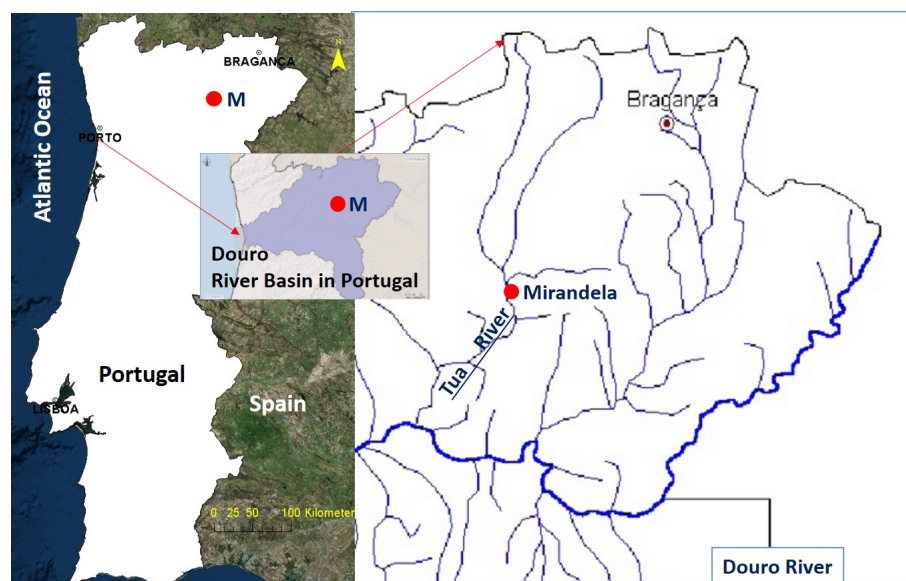 BRAGANÇA
M
Atlantic Ocean
PORTO
M
Douro
River Basin in Portugal
Portugal
Spain
LISBOA
0 25 50 100 Kilometer
Bragança
Mirandela
Tua River
Douro River